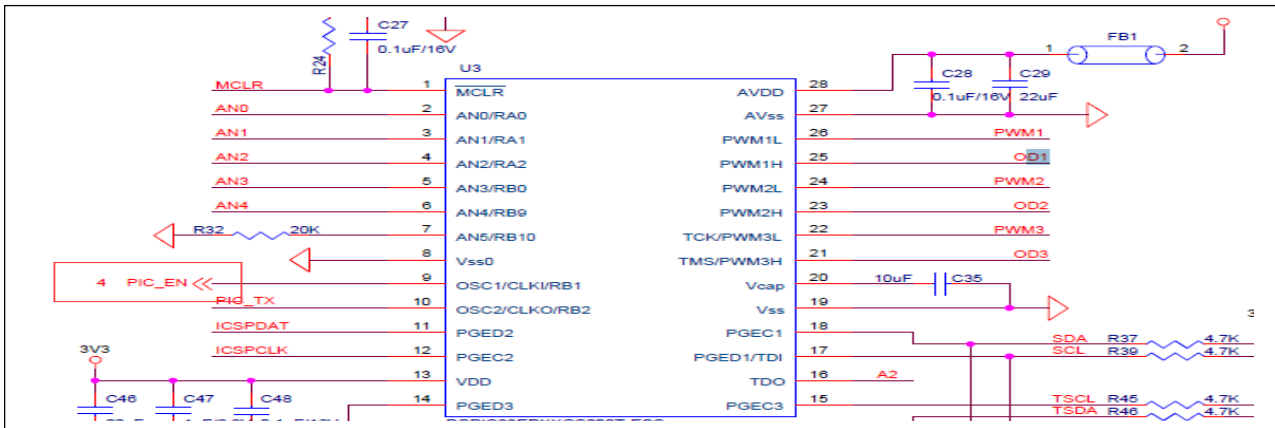 C27
0.1uF/16V
R24
FB1
1 2
U3
C28
0.1uF/16V
C29
22uF
MCLR 1 MCLR AVDD 28
AN0 2 AN0/RA0 AVss 27
AN1 3 AN1/RA1 PWM1L 26 PWM1
AN2 4 AN2/RA2 PWM1H 25 OD1
AN3 5 AN3/RB0 PWM2L 24 PWM2
AN4 6 AN4/RB9 PWM2H 23 OD2
R32 20K 7 AN5/RB10 TCK/PWM3L 22 PWM3
8 Vss0 TMS/PWM3H 21 OD3
4 PIC_EN 9 OSC1/CLKI/RB1 Vcap 20 10uF C35
PIC_TX 10 OSC2/CLKO/RB2 Vss 19
ICSPDAT 11 PGED2 PGEC1 18 SDA R37 4.7K
3V3 ICSPCLK 12 PGEC2 PGED1/TDI 17 SCL R39 4.7K
13 VDD TDO 16 A2
C46 C47 C48 14 PGED3 PGEC3 15 TSCL R45 4.7K
TSDA R46 4.7K